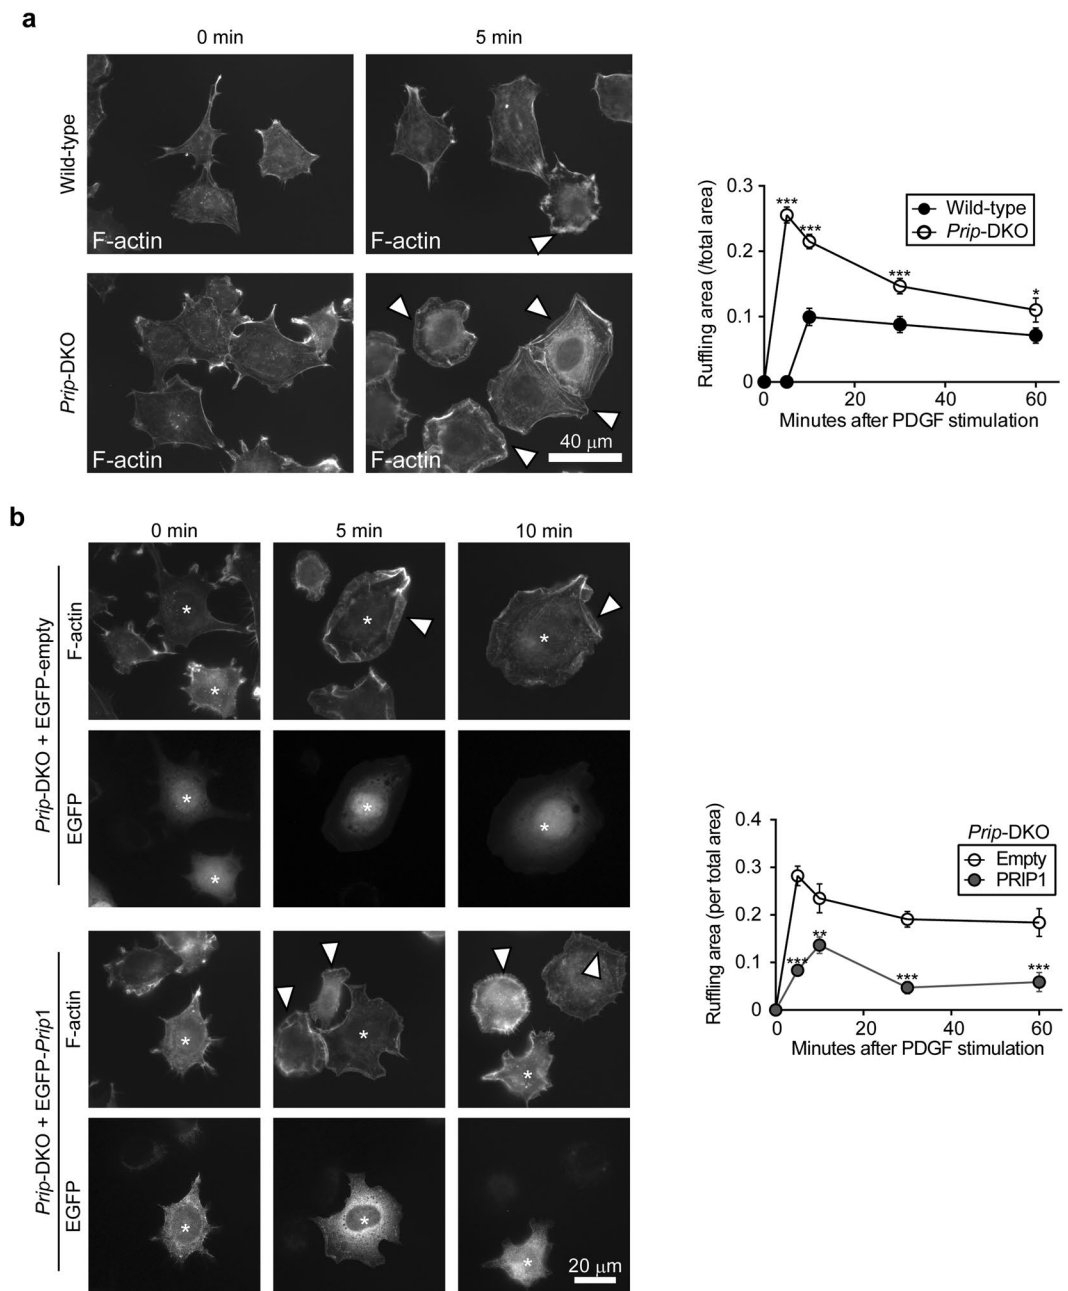 a
0 min
5 min
Wild-type
F-actin
F-actin
Prip-DKO
F-actin
F-actin
40 μm
Ruffling area (/total area)
0.3
0.2
0.1
0
***
***
***
*
Wild-type
Prip-DKO
0
20
40
60
Minutes after PDGF stimulation
b
0 min
5 min
10 min
Prip-DKO + EGFP-empty
F-actin
*
*
*
*
EGFP
*
*
*
*
Prip-DKO + EGFP-Prip1
F-actin
*
*
*
EGFP
*
*
*
20 μm
Ruffling area (per total area)
0.4
0.3
0.2
0.1
0
Prip-DKO
Empty
PRIP1
***
**
***
***
0
20
40
60
Minutes after PDGF stimulation